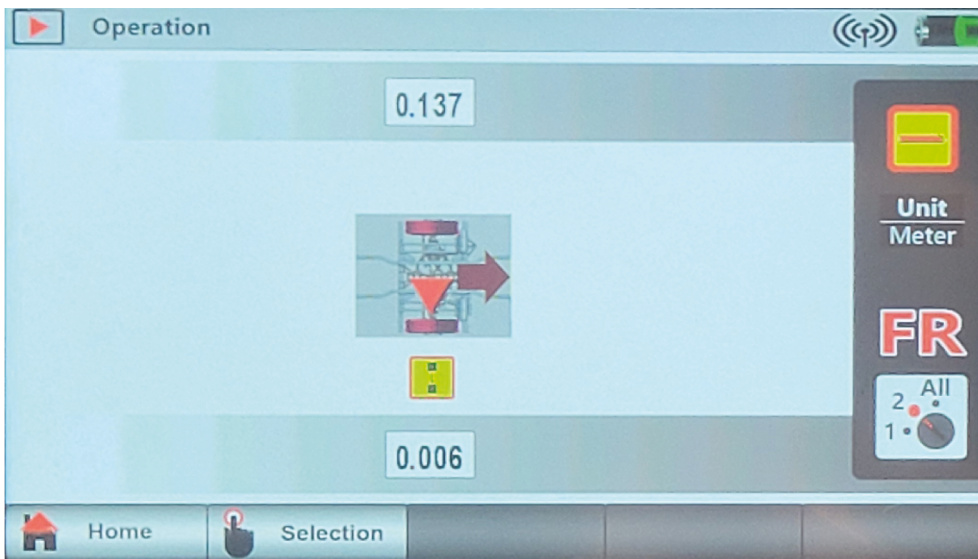 Operation
0.137
Unit
Meter
FR
All
2
1
0.006
Home
Selection